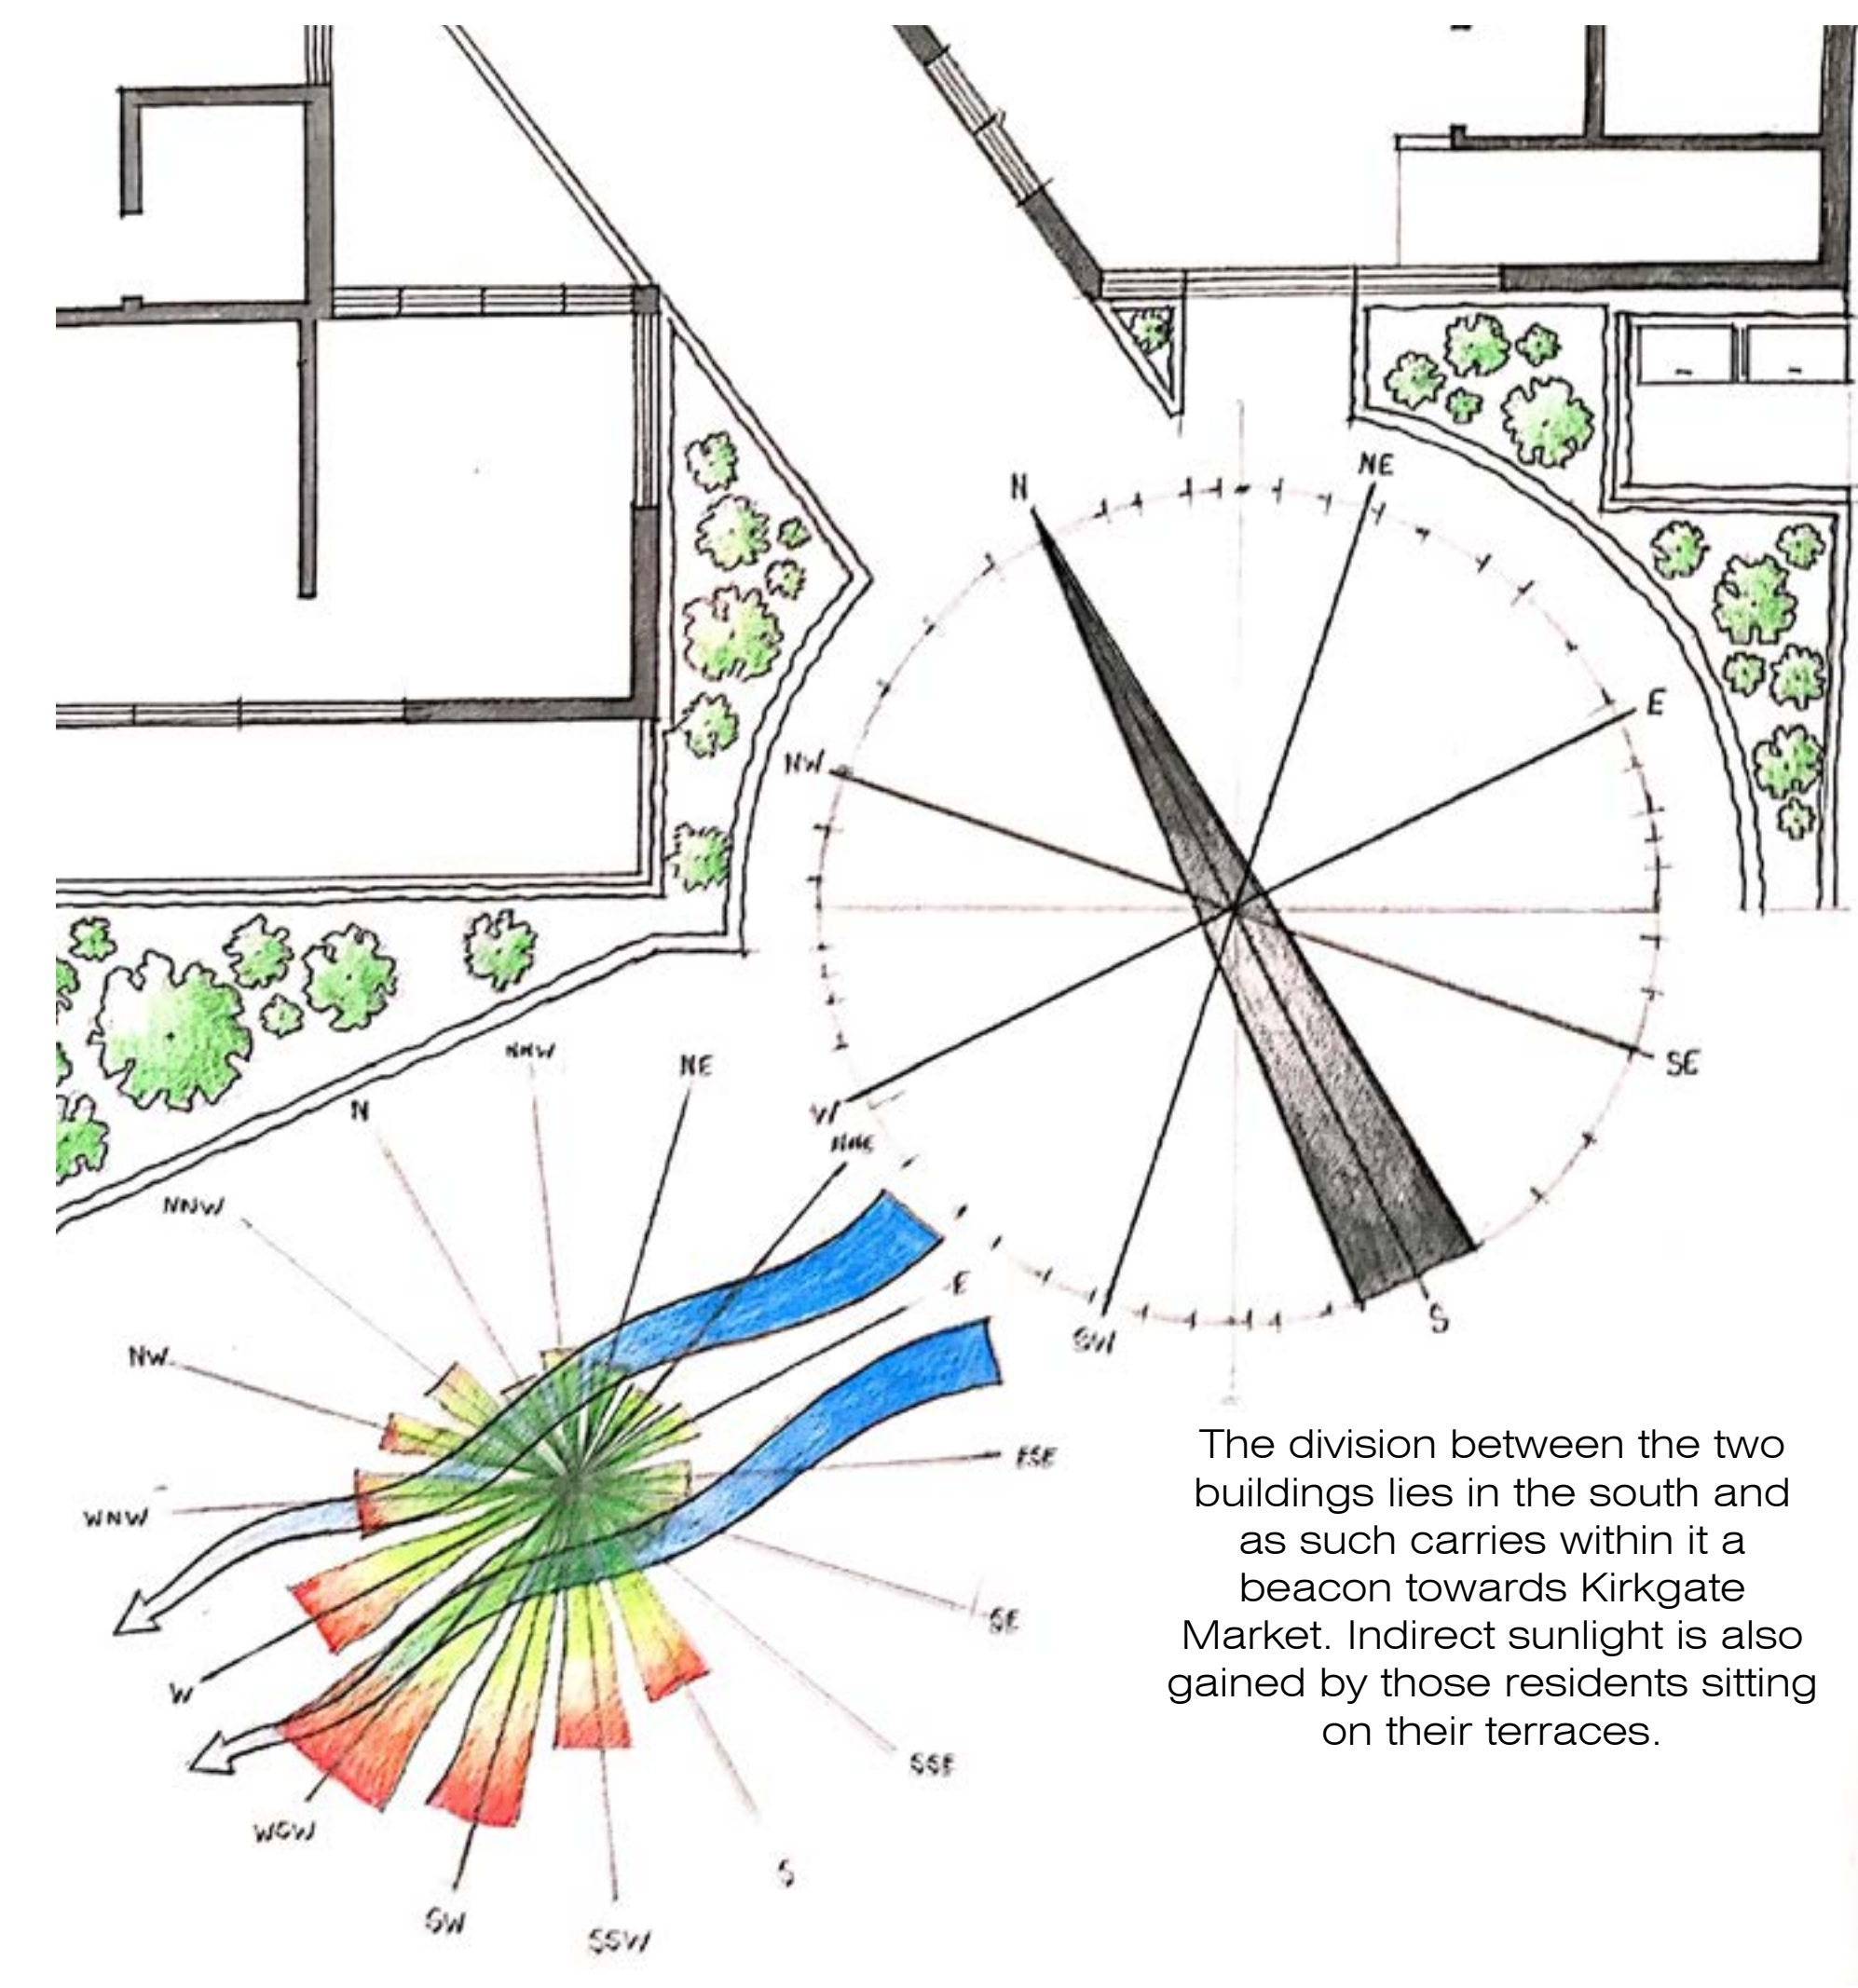 N
NE
E
NW
SE
W
S
SW
NNW
NE
N
NNE
NNW
E
NW
ESE
WNW
SE
W
SSE
WSW
S
SW
SSW
The division between the two
buildings lies in the south and
as such carries within it a
beacon towards Kirkgate
Market. Indirect sunlight is also
gained by those residents sitting
on their terraces.